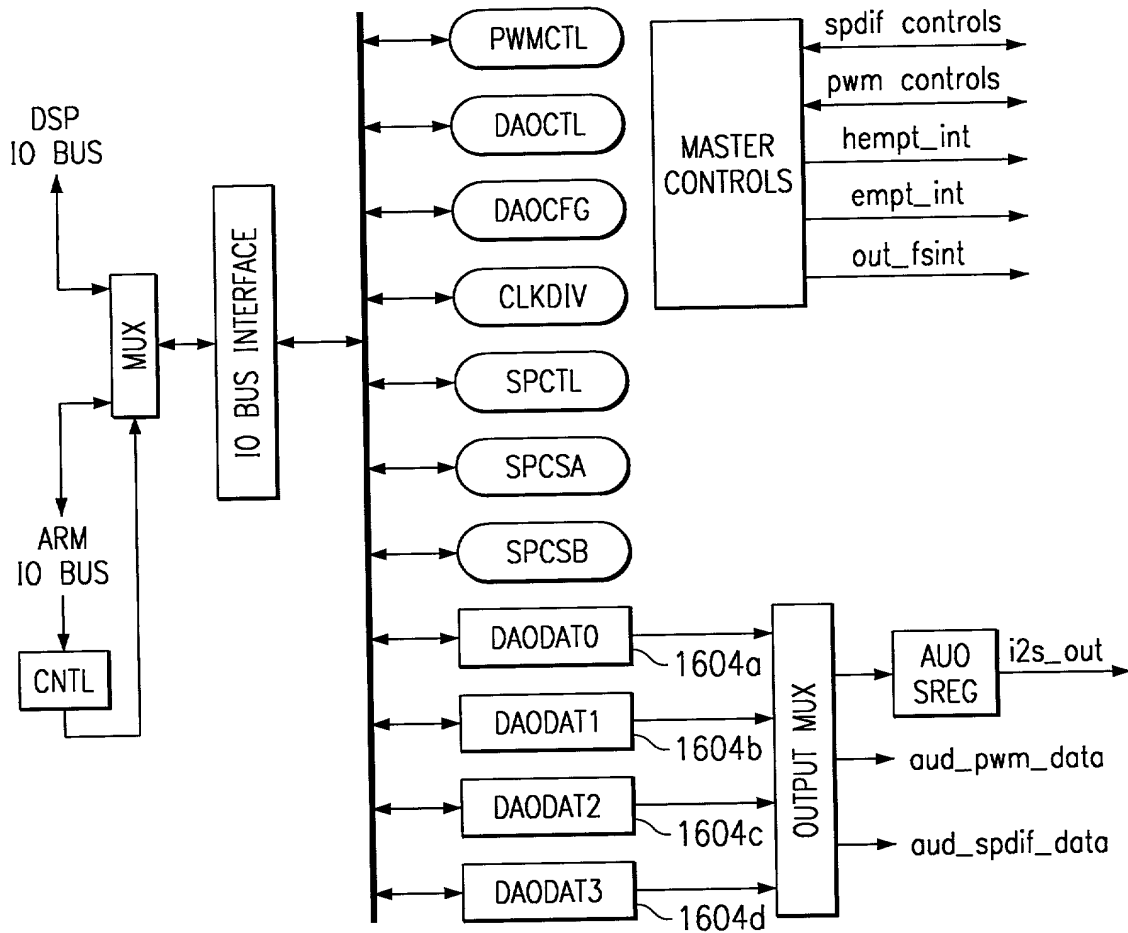 DSP
IO BUS
MUX
IO BUS INTERFACE
ARM
IO BUS
CNTL
PWMCTL
DAOCTL
DAOCFG
CLKDIV
SPCTL
SPCSA
SPCSB
DAODAT0
1604a
DAODAT1
1604b
DAODAT2
1604c
DAODAT3
1604d
MASTER
CONTROLS
spdif controls
pwm controls
hempt_int
empt_int
out_fsint
OUTPUT MUX
AUO
SREG
i2s_out
aud_pwm_data
aud_spdif_data